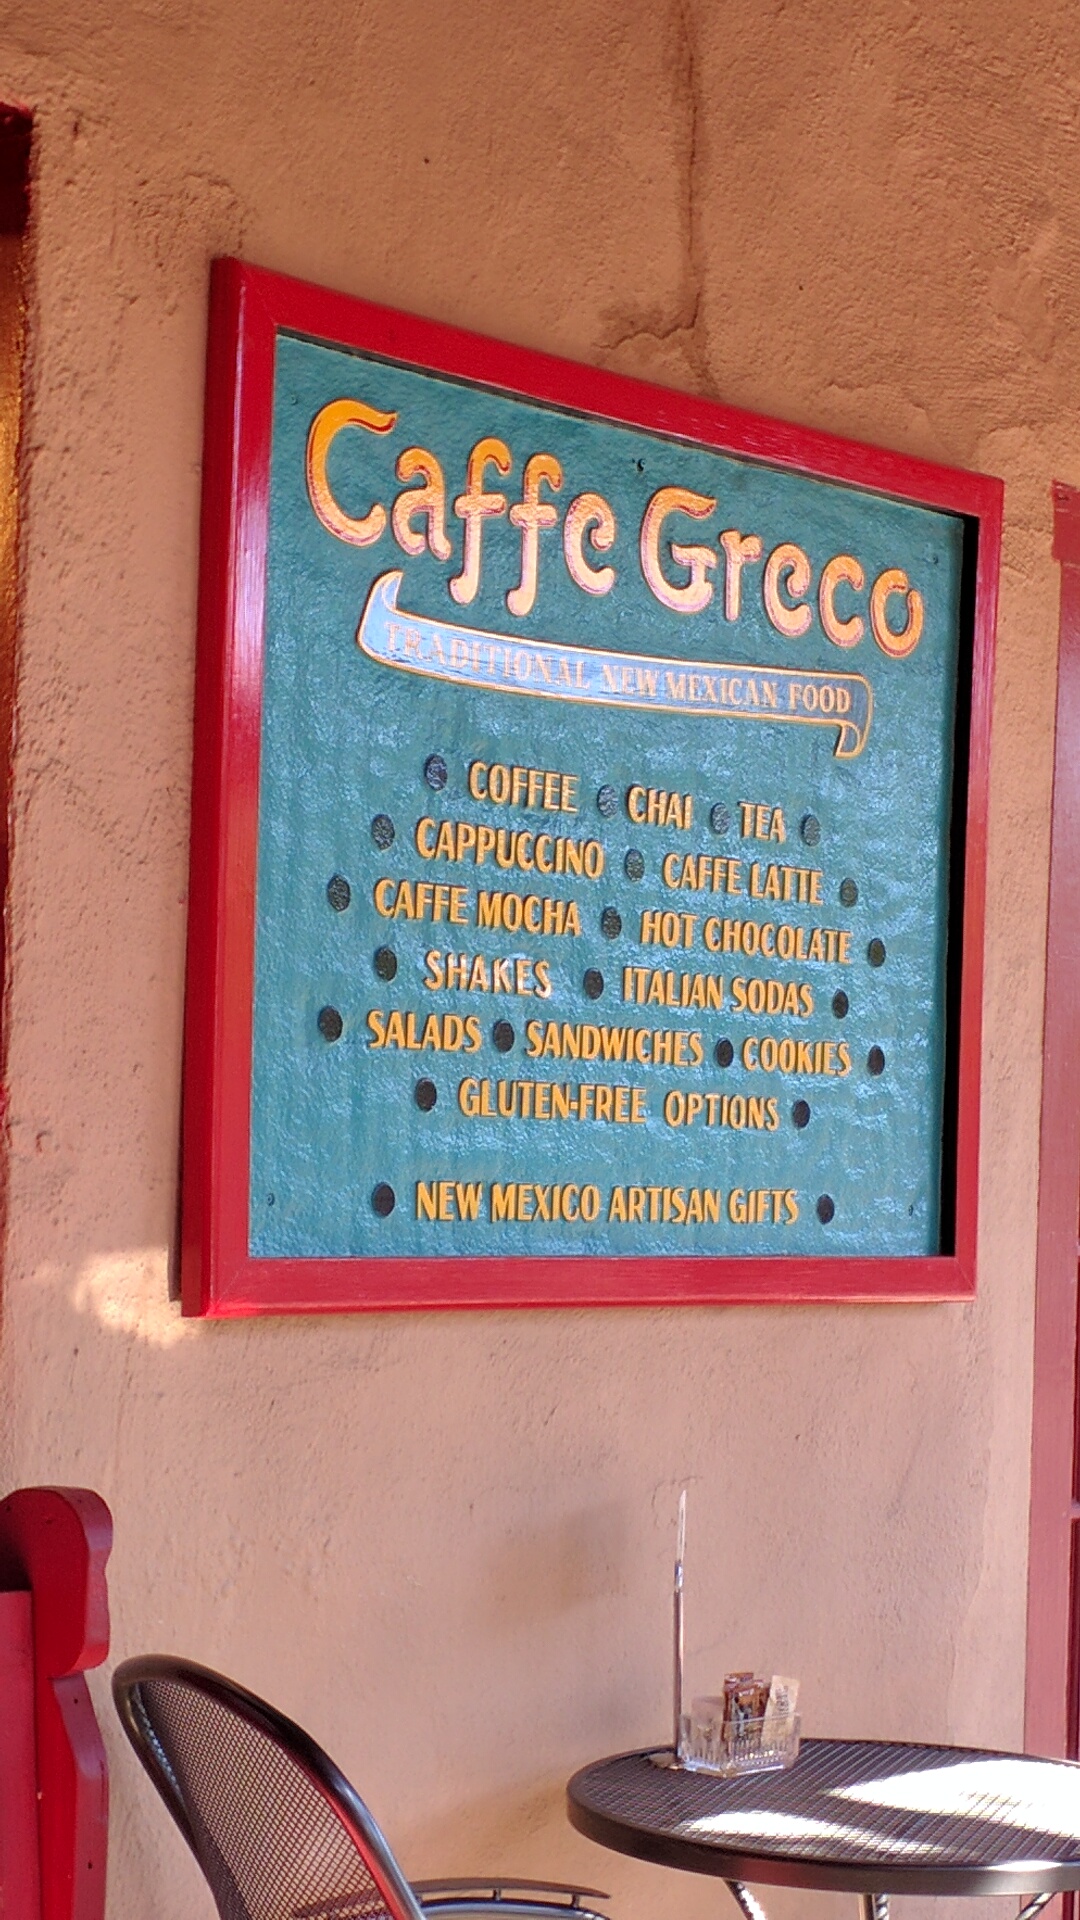 Caffe Greco
TRADITIONAL NEW MEXICAN FOOD
COFFEE CHAI TEA
CAPPUCCINO CAFFE LATTE
CAFFE MOCHA HOT CHOCOLATE
SHAKES ITALIAN SODAS
SALADS SANDWICHES COOKIES
GLUTEN-FREE OPTIONS
NEW MEXICO ARTISAN GIFTS